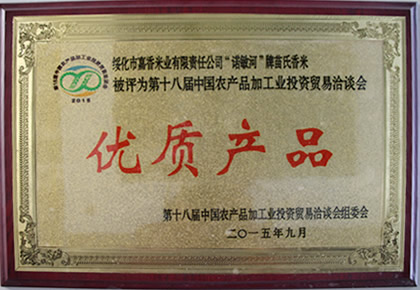 绥化市嘉香米业有限责任公司“诺敏河”牌苗氏香米
被评为第十八届中国农产品加工业投资贸易洽谈会
优质产品
第十八届中国农产品加工业投资贸易洽谈会组委会
二〇一五年九月
2015